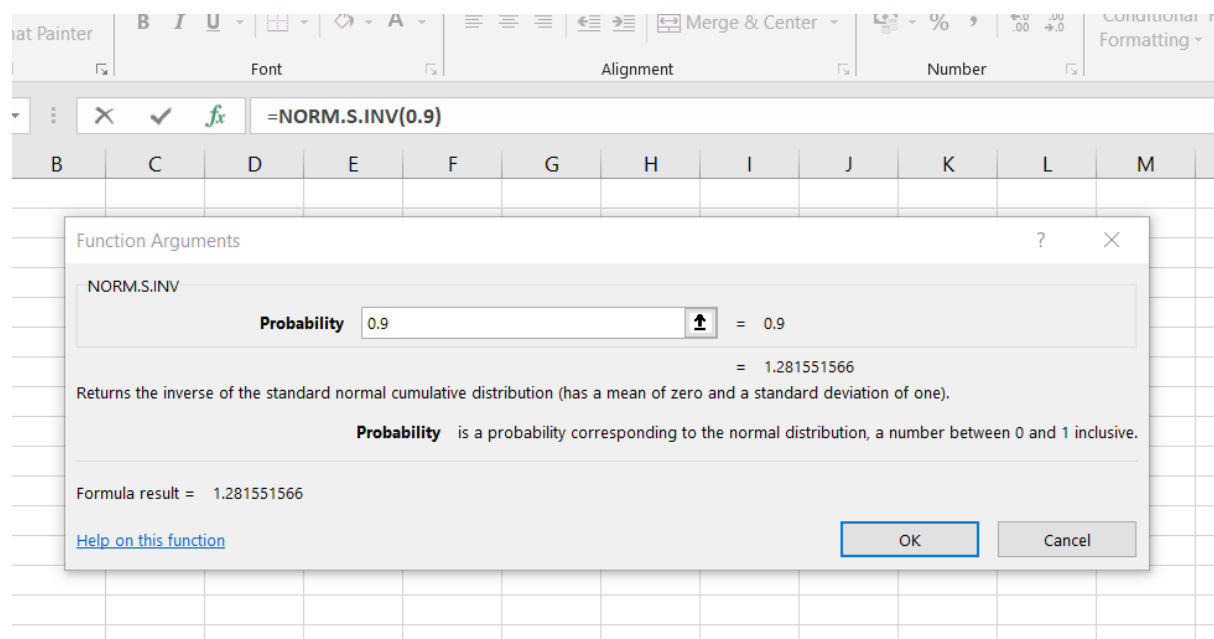 nat Painter
B I U A Merge & Center % , .00 .00 Conditional
→.0 Formatting
Font Alignment Number
fx =NORM.S.INV(0.9)
B C D E F G H I J K L M
Function Arguments ? ×
NORM.S.INV
Probability 0.9 = 0.9
= 1.281551566
Returns the inverse of the standard normal cumulative distribution (has a mean of zero and a standard deviation of one).
Probability is a probability corresponding to the normal distribution, a number between 0 and 1 inclusive.
Formula result = 1.281551566
Help on this function OK Cancel